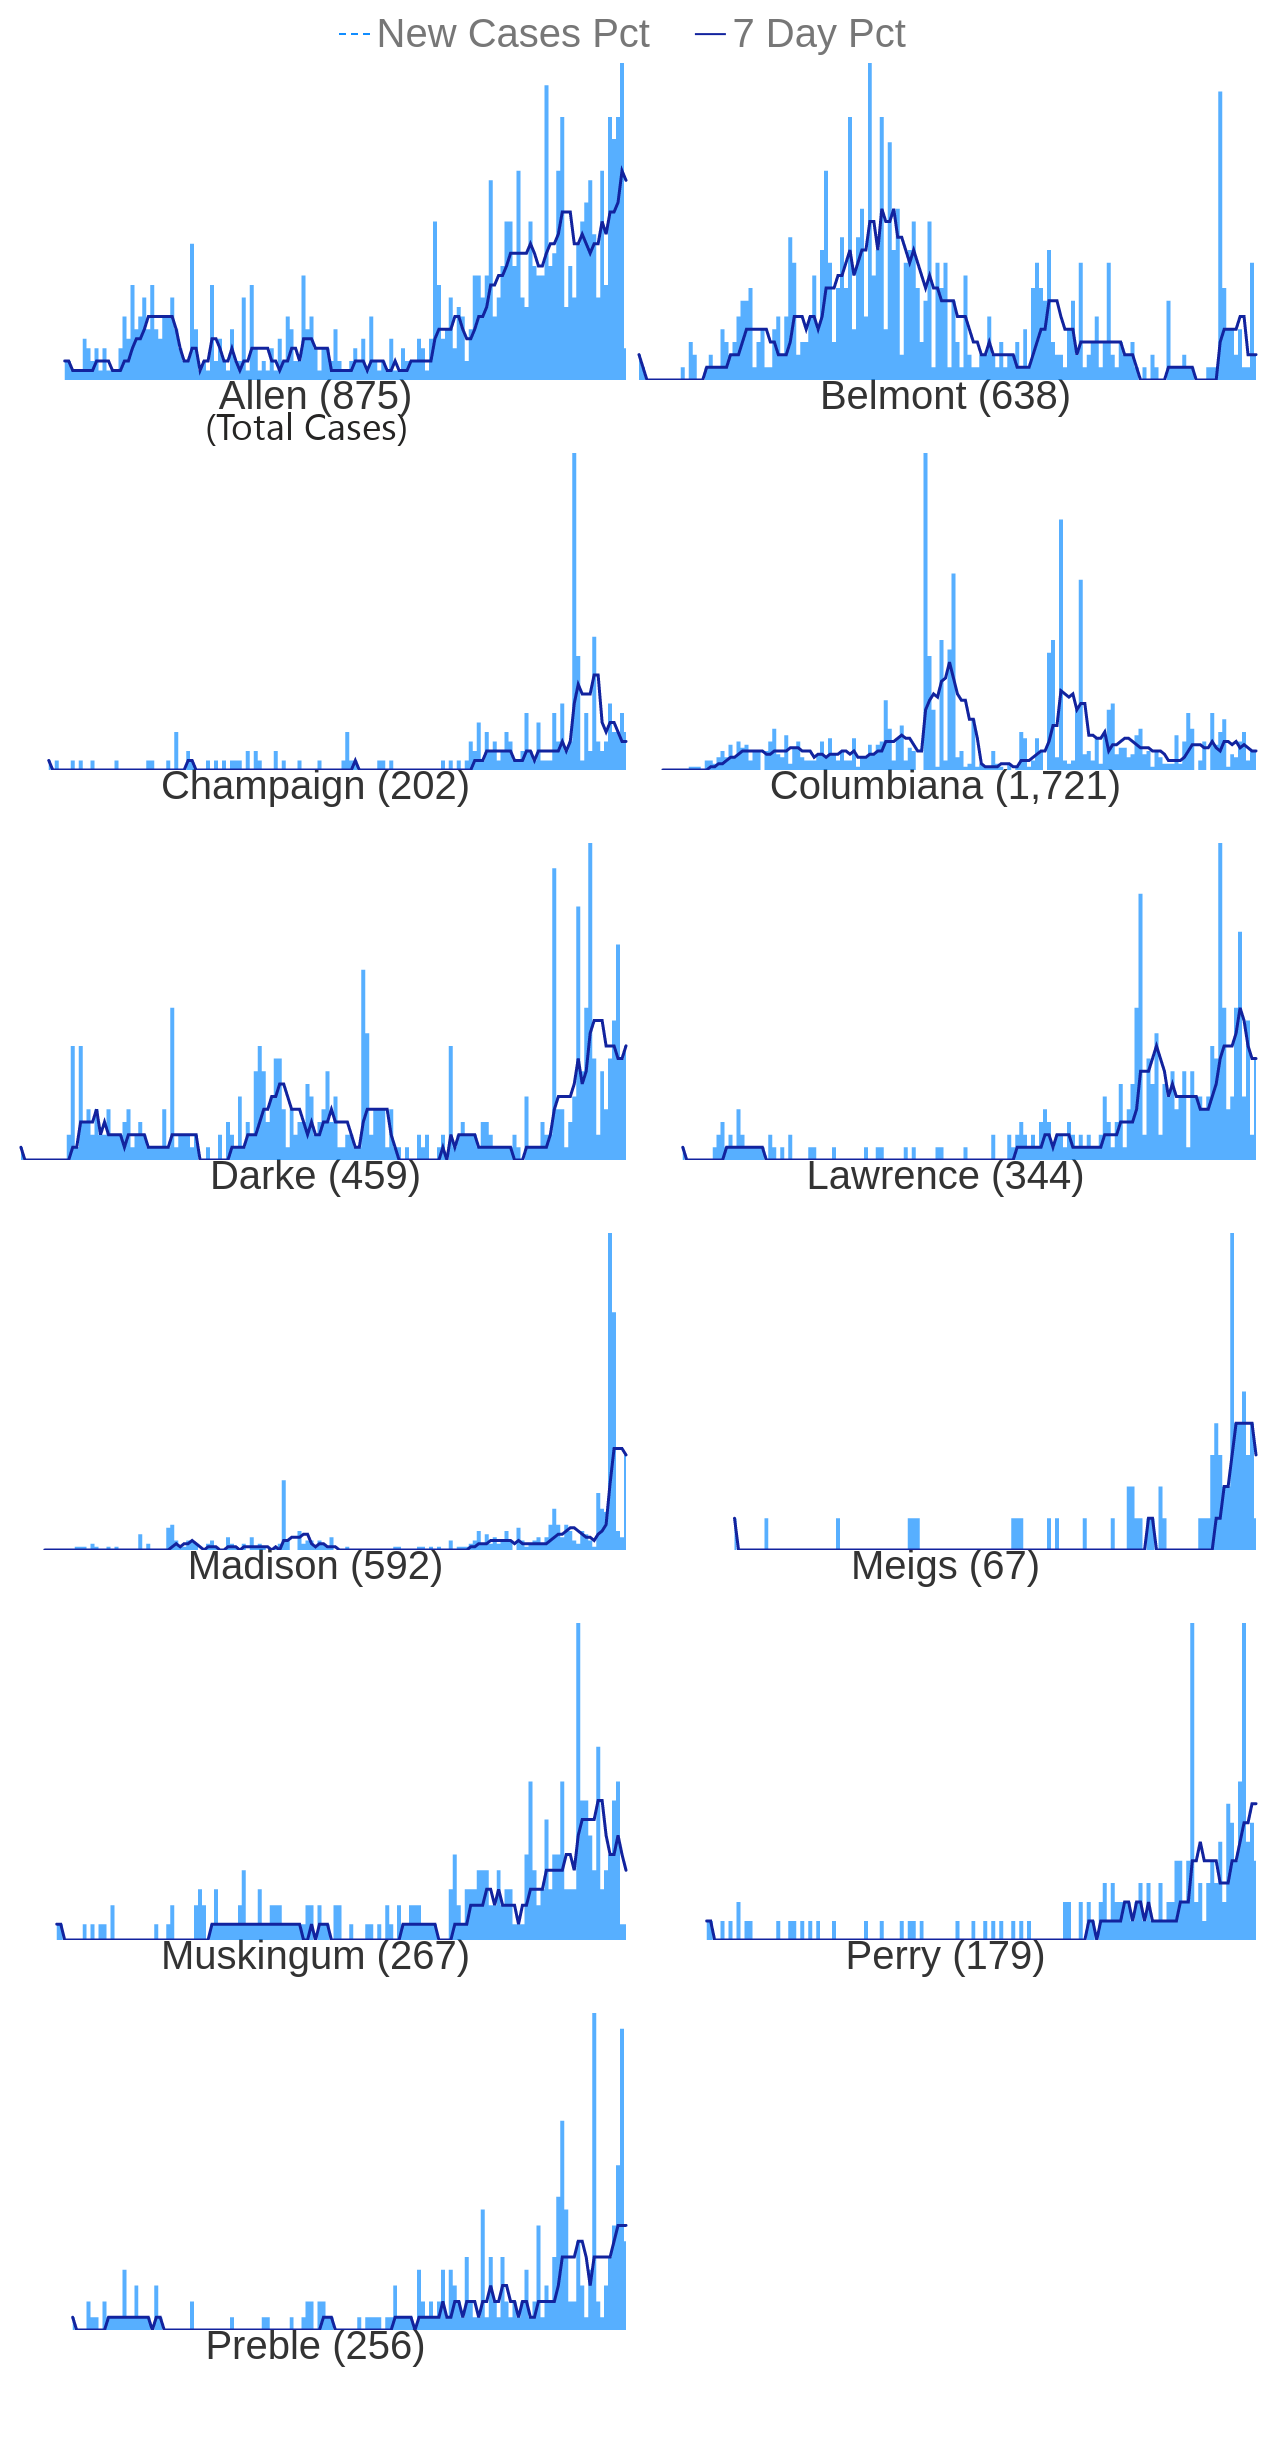 New Cases Pct 7 Day Pct
Allen (875) Belmont (638)
(Total Cases)
Champaign (202) Columbiana (1,721)
Darke (459) Lawrence (344)
Madison (592) Meigs (67)
Muskingum (267) Perry (179)
Preble (256)